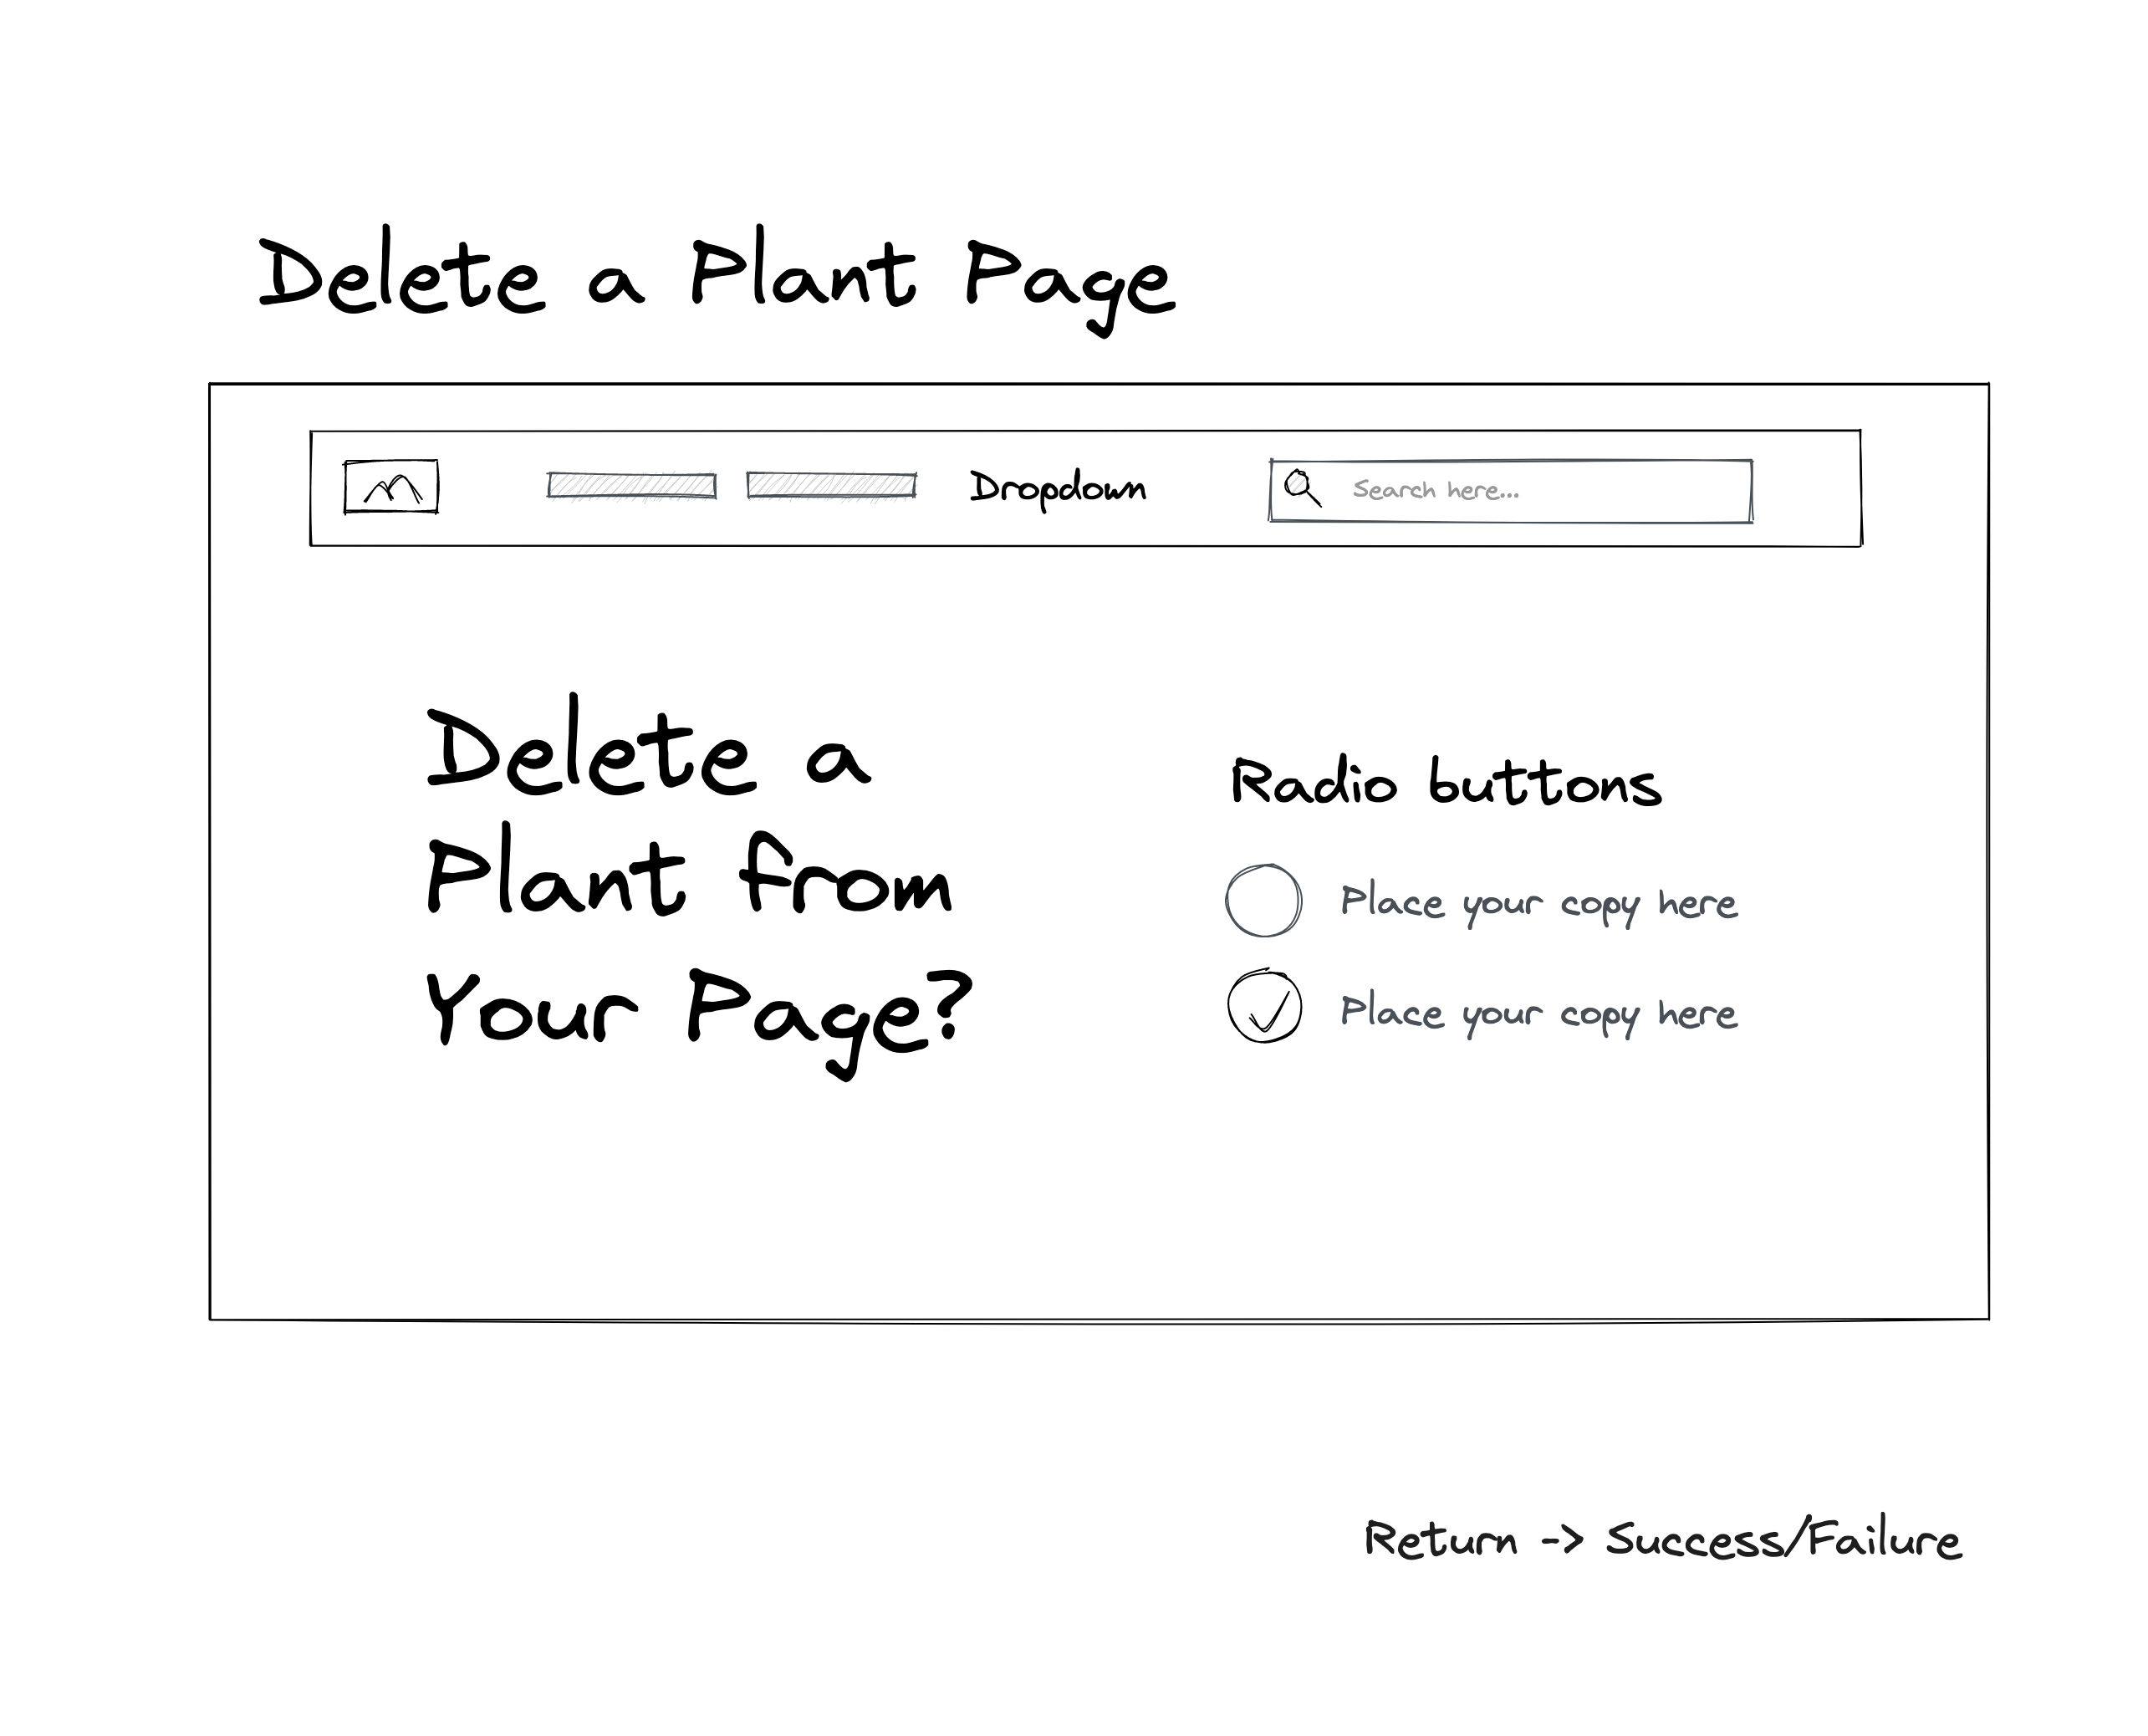 Delete a Plant Page
Dropdown
Search here...
Delete a
Plant from
Your Page?
Radio buttons
Place your copy here
Place your copy here
Return -> Success/Failure